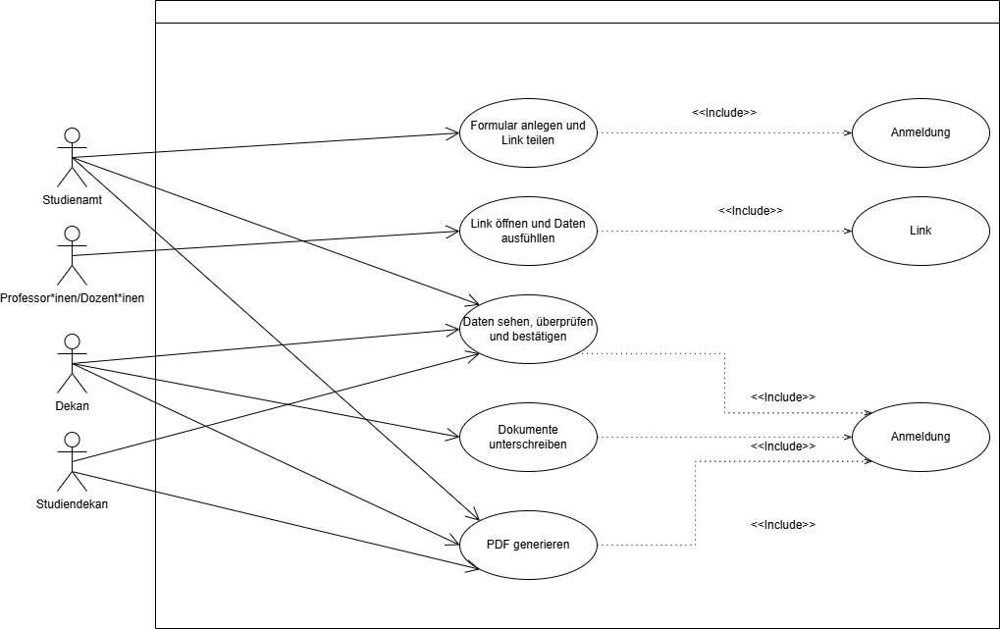 Formular anlegen und
Link teilen
<<Include>>
Anmeldung
Studienamt
Link öffnen und Daten
ausfühllen
<<Include>>
Link
Professor*inen/Dozent*inen
Daten sehen, überprüfen
und bestätigen
Dekan
<<Include>>
Dokumente
unterschreiben
<<Include>>
Anmeldung
Studiendekan
PDF generieren
<<Include>>